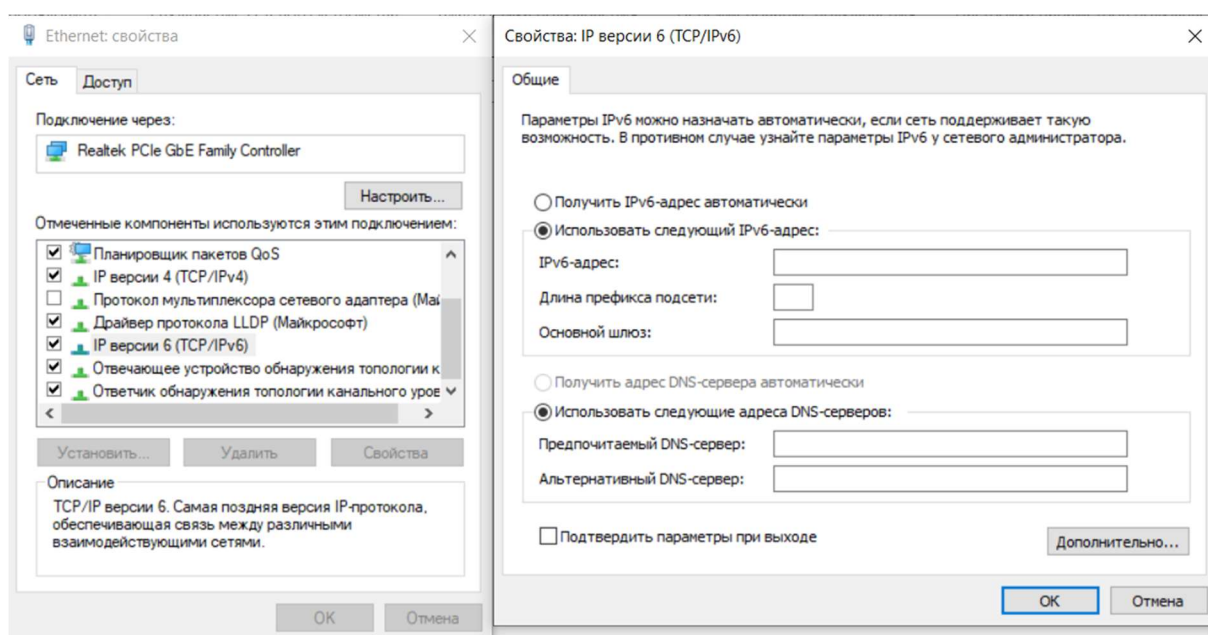 Ethernet: свойства
Сеть
Доступ
Подключение через:
Realtek PCIe GbE Family Controller
Настроить...
Отмеченные компоненты используются этим подключением:
Планировщик пакетов QoS
IP версии 4 (TCP/IPv4)
Протокол мультиплексора сетевого адаптера (Май
Драйвер протокола LLDP (Майкрософт)
IP версии 6 (TCP/IPv6)
Отвечающее устройство обнаружения топологии к
Ответчик обнаружения топологии канального уров
Установить...
Удалить
Свойства
Описание
TCP/IP версии 6. Самая поздняя версия IP-протокола,
обеспечивающая связь между различными
взаимодействующими сетями.
OK
Отмена
Свойства: IP версии 6 (TCP/IPv6)
Общие
Параметры IPv6 можно назначать автоматически, если сеть поддерживает такую
возможность. В противном случае узнайте параметры IPv6 у сетевого администратора.
Получить IPv6-адрес автоматически
Использовать следующий IPv6-адрес:
IPv6-адрес:
Длина префикса подсети:
Основной шлюз:
Получить адрес DNS-сервера автоматически
Использовать следующие адреса DNS-серверов:
Предпочитаемый DNS-сервер:
Альтернативный DNS-сервер:
Подтвердить параметры при выходе
Дополнительно...
OK
Отмена